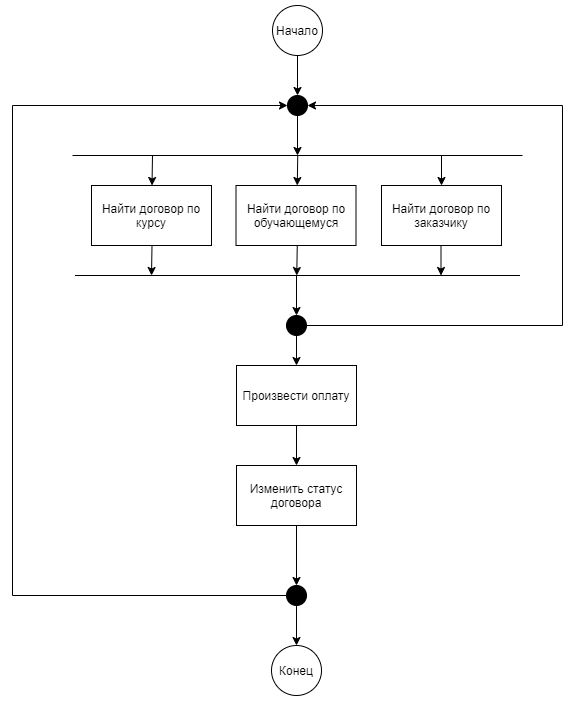 Начало
Найти договор по
курсу
Найти договор по
обучающемуся
Найти договор по
заказчику
Произвести оплату
Изменить статус
договора
Конец